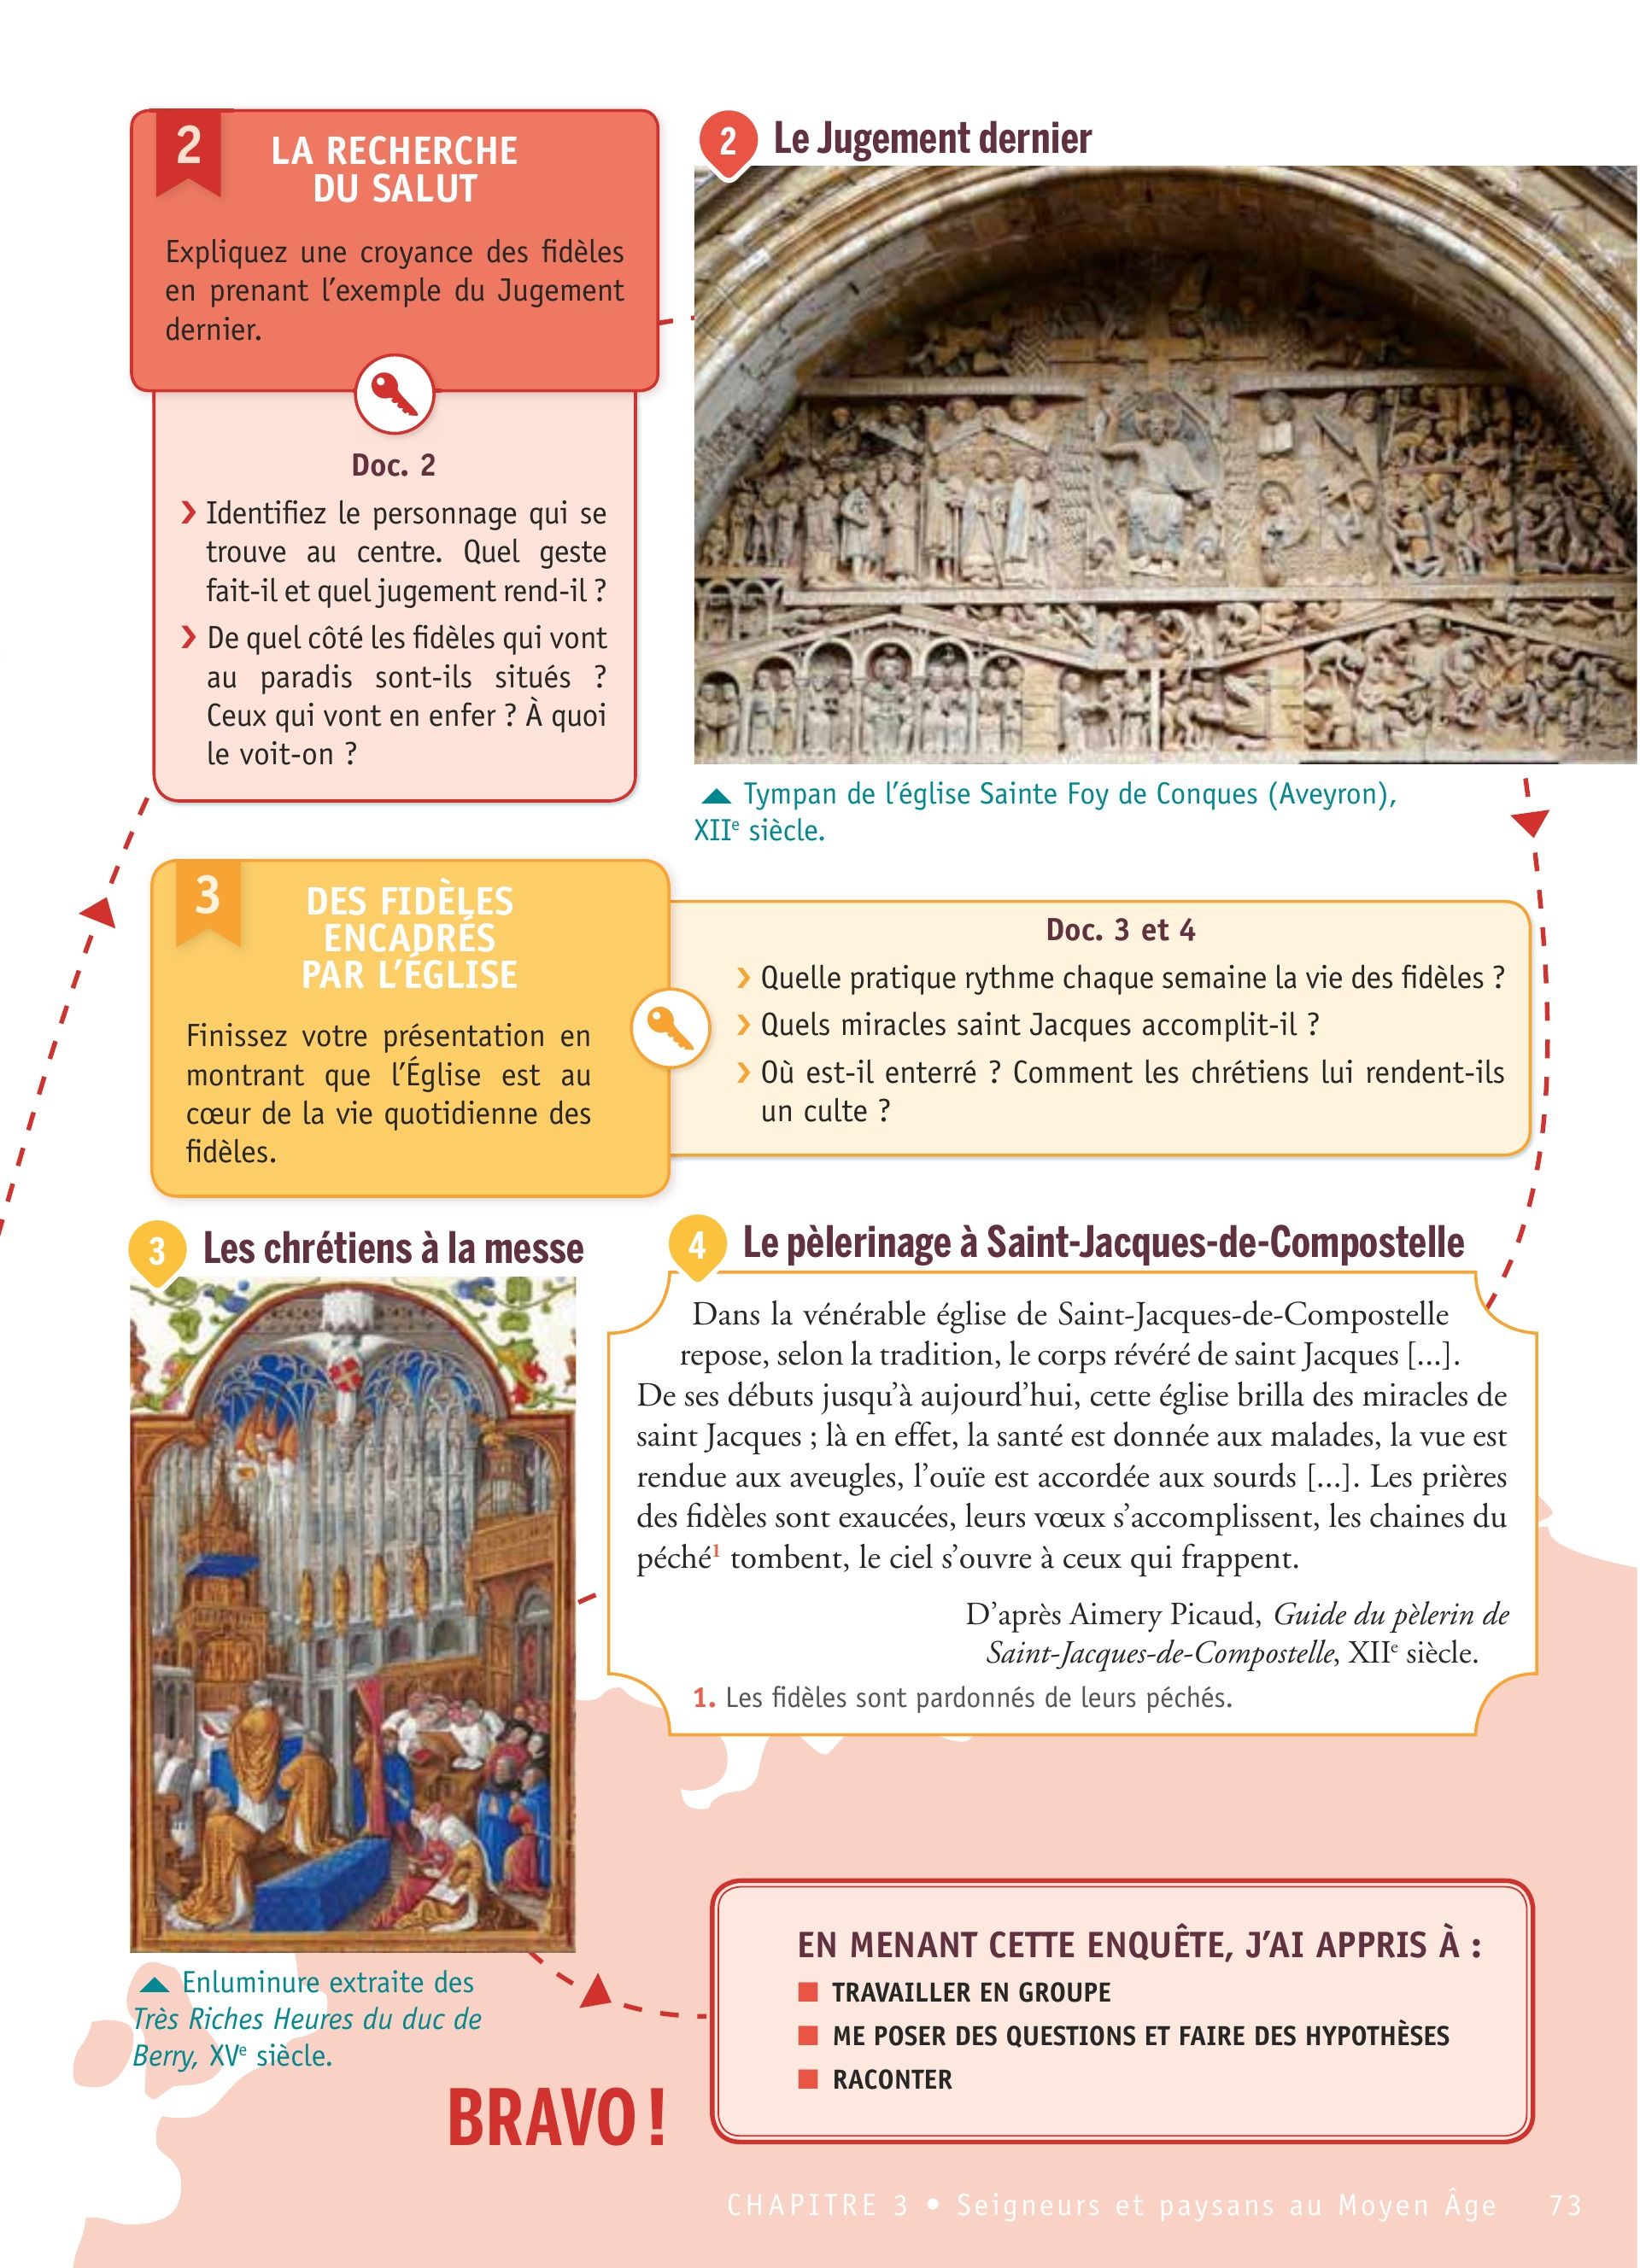 2
LA RECHERCHE
DU SALUT
Expliquez une croyance des fidèles
en prenant l'exemple du Jugement
dernier.
Doc. 2
❯ Identifiez le personnage qui se
trouve au centre. Quel geste
fait-il et quel jugement rend-il ?
❯ De quel côté les fidèles qui vont
au paradis sont-ils situés ?
Ceux qui vont en enfer ? À quoi
le voit-on ?
2 Le Jugement dernier
▲ Tympan de l'église Sainte Foy de Conques (Aveyron),
XIIe siècle.
3
DES FIDÈLES
ENCADRÉS
PAR L'ÉGLISE
Finissez votre présentation en
montrant que l'Église est au
cœur de la vie quotidienne des
fidèles.
Doc. 3 et 4
❯ Quelle pratique rythme chaque semaine la vie des fidèles ?
❯ Quels miracles saint Jacques accomplit-il ?
❯ Où est-il enterré ? Comment les chrétiens lui rendent-ils
un culte ?
3 Les chrétiens à la messe
▲ Enluminure extraite des
Très Riches Heures du duc de
Berry, XVe siècle.
4 Le pèlerinage à Saint-Jacques-de-Compostelle
Dans la vénérable église de Saint-Jacques-de-Compostelle
repose, selon la tradition, le corps révéré de saint Jacques [...].
De ses débuts jusqu'à aujourd'hui, cette église brilla des miracles de
saint Jacques ; là en effet, la santé est donnée aux malades, la vue est
rendue aux aveugles, l'ouïe est accordée aux sourds [...]. Les prières
des fidèles sont exaucées, leurs vœux s'accomplissent, les chaines du
péché1 tombent, le ciel s'ouvre à ceux qui frappent.
D'après Aimery Picaud, Guide du pèlerin de
Saint-Jacques-de-Compostelle, XIIe siècle.
1. Les fidèles sont pardonnés de leurs péchés.
BRAVO !
EN MENANT CETTE ENQUÊTE, J'AI APPRIS À :
■ TRAVAILLER EN GROUPE
■ ME POSER DES QUESTIONS ET FAIRE DES HYPOTHÈSES
■ RACONTER
CHAPITRE 3 • Seigneurs et paysans au Moyen Âge 73